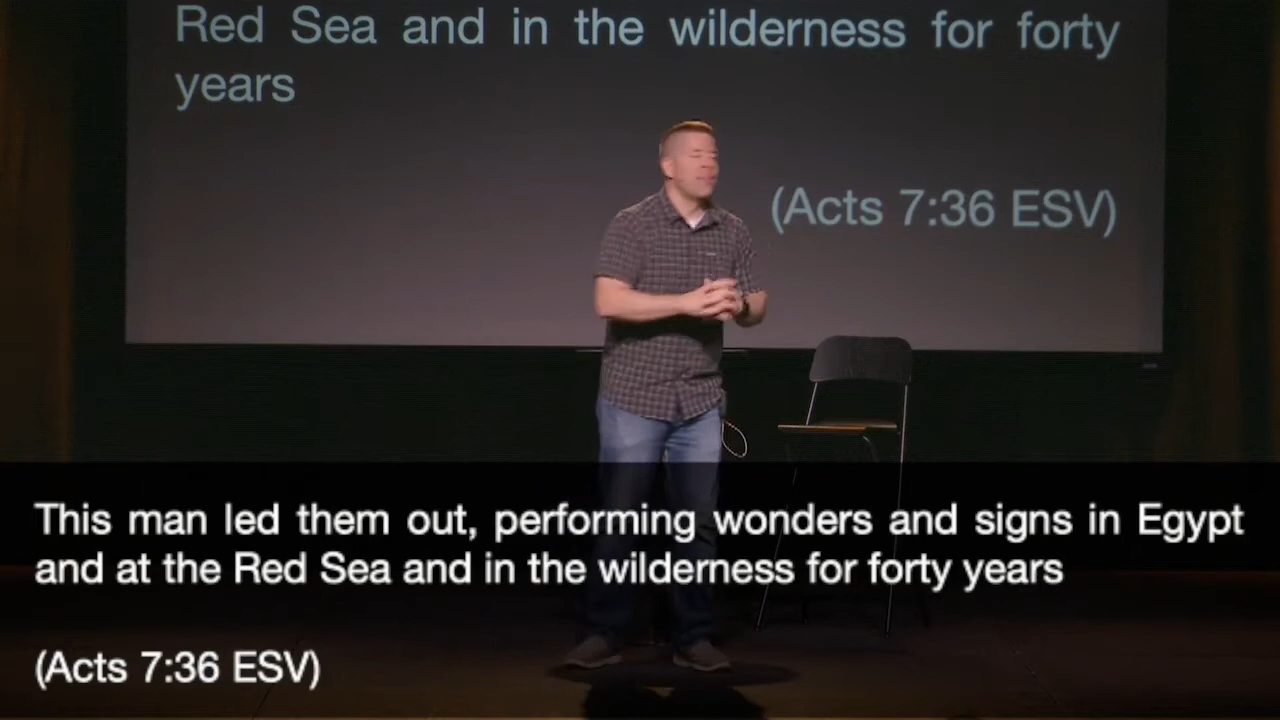 Red Sea and in the wilderness for forty
years
(Acts 7:36 ESV)
This man led them out, performing wonders and signs in Egypt
and at the Red Sea and in the wilderness for forty years
(Acts 7:36 ESV)